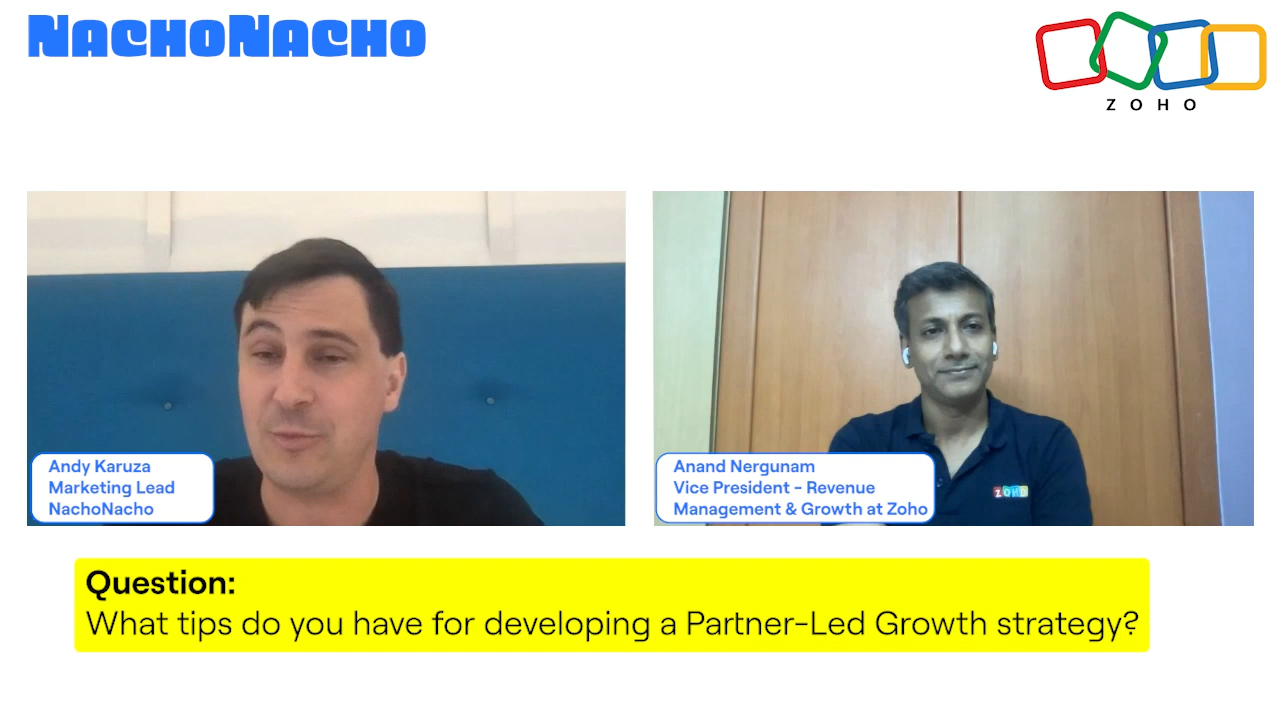 NACHONACHO
ZOHO
Andy Karuza
Marketing Lead
NachoNacho
Anand Nergunam
Vice President - Revenue
Management & Growth at Zoho
ZOHO
Question:
What tips do you have for developing a Partner-Led Growth strategy?